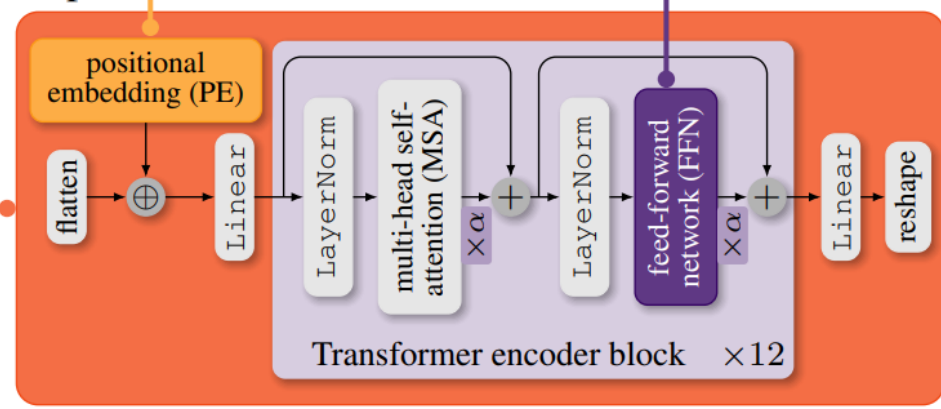 positional
embedding (PE)
flatten
⊕
Linear
LayerNorm
multi-head self-
attention (MSA)
×α
+
LayerNorm
feed-forward
network (FFN)
×α
+
Linear
reshape
Transformer encoder block ×12